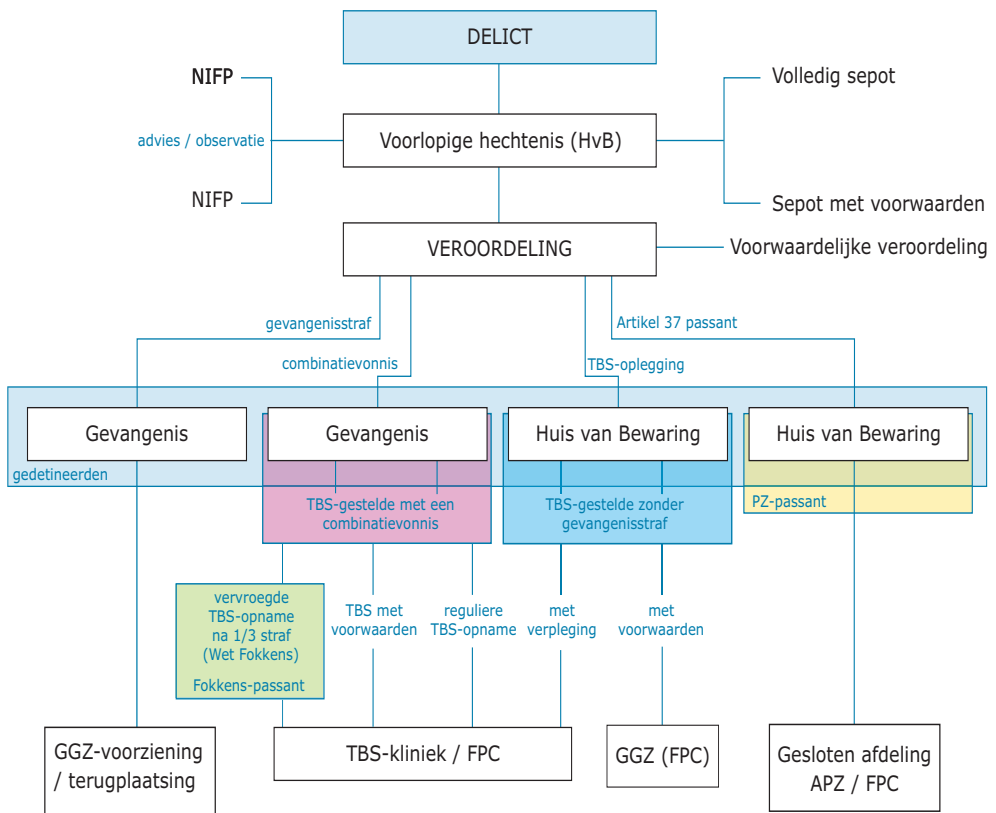 DELICT
NIFP
Volledig sepot
advies / observatie
Voorlopige hechtenis (HvB)
NIFP
Sepot met voorwaarden
VEROORDELING
Voorwaardelijke veroordeling
gevangenisstraf
Artikel 37 passant
combinatievonnis
TBS-oplegging
Gevangenis
Gevangenis
Huis van Bewaring
Huis van Bewaring
gedetineerden
TBS-gestelde met een
combinatievonnis
TBS-gestelde zonder
gevangenisstraf
PZ-passant
vervroegde
TBS-opname
na 1/3 straf
(Wet Fokkens)
Fokkens-passant
TBS met
voorwaarden
reguliere
TBS-opname
met
verpleging
met
voorwaarden
GGZ-voorziening
/ terugplaatsing
TBS-kliniek / FPC
GGZ (FPC)
Gesloten afdeling
APZ / FPC